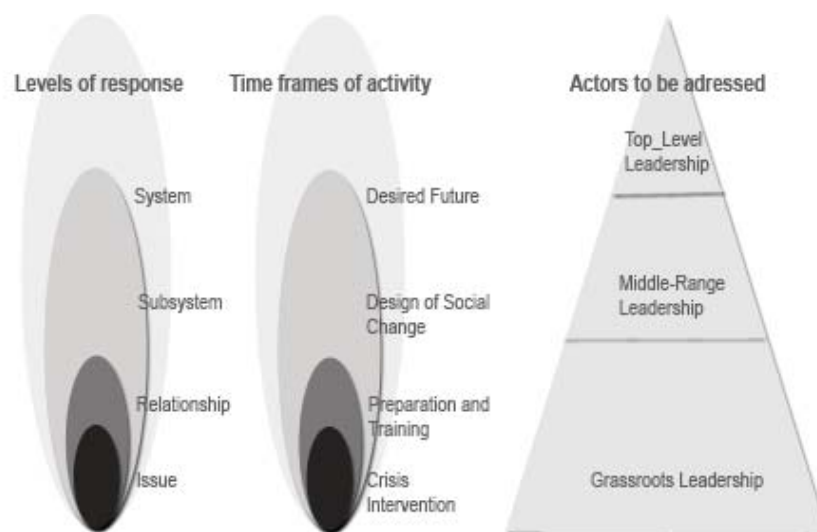 Levels of response
Time frames of activity
Actors to be adressed
System
Subsystem
Relationship
Issue
Desired Future
Design of Social
Change
Preparation and
Training
Crisis
Intervention
Top_Level
Leadership
Middle-Range
Leadership
Grassroots Leadership